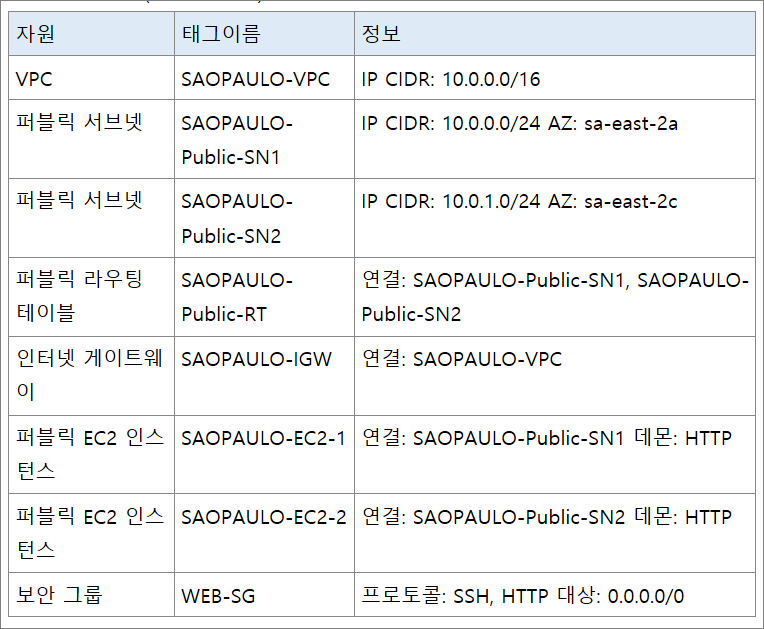 자원 태그이름 정보
VPC SAOPAULO-VPC IP CIDR: 10.0.0.0/16
퍼블릭 서브넷 SAOPAULO- IP CIDR: 10.0.0.0/24 AZ: sa-east-2a
Public-SN1
퍼블릭 서브넷 SAOPAULO- IP CIDR: 10.0.1.0/24 AZ: sa-east-2c
Public-SN2
퍼블릭 라우팅 SAOPAULO- 연결: SAOPAULO-Public-SN1, SAOPAULO-
테이블 Public-RT Public-SN2
인터넷 게이트웨 SAOPAULO-IGW 연결: SAOPAULO-VPC
이
퍼블릭 EC2 인스 SAOPAULO-EC2-1 연결: SAOPAULO-Public-SN1 데몬: HTTP
턴스
퍼블릭 EC2 인스 SAOPAULO-EC2-2 연결: SAOPAULO-Public-SN2 데몬: HTTP
턴스
보안 그룹 WEB-SG 프로토콜: SSH, HTTP 대상: 0.0.0.0/0